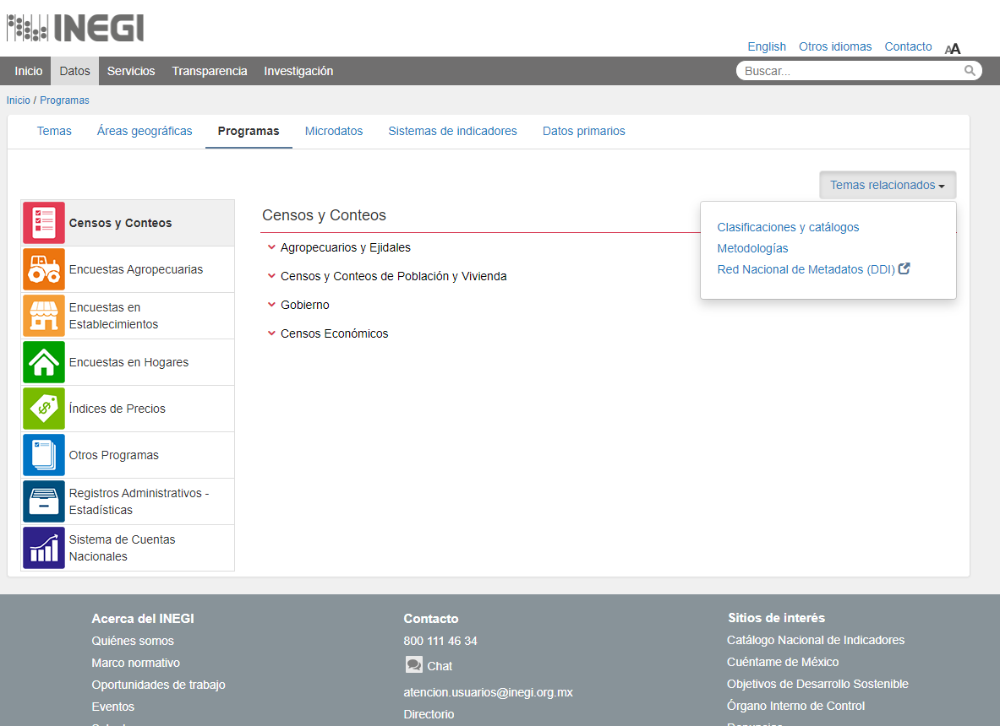 INEGI
English Otros idiomas Contacto AA
Inicio Datos Servicios Transparencia Investigación Buscar...
Inicio / Programas
Temas Áreas geográficas Programas Microdatos Sistemas de indicadores Datos primarios
Temas relacionados
Clasificaciones y catálogos
Metodologías
Red Nacional de Metadatos (DDI)
Censos y Conteos
Encuestas Agropecuarias
Encuestas en
Establecimientos
Encuestas en Hogares
Índices de Precios
Otros Programas
Registros Administrativos -
Estadísticas
Sistema de Cuentas
Nacionales
Censos y Conteos
Agropecuarios y Ejidales
Censos y Conteos de Población y Vivienda
Gobierno
Censos Económicos
Acerca del INEGI
Quiénes somos
Marco normativo
Oportunidades de trabajo
Eventos
Contacto
800 111 46 34
Chat
atencion.usuarios@inegi.org.mx
Directorio
Sitios de interés
Catálogo Nacional de Indicadores
Cuéntame de México
Objetivos de Desarrollo Sostenible
Órgano Interno de Control